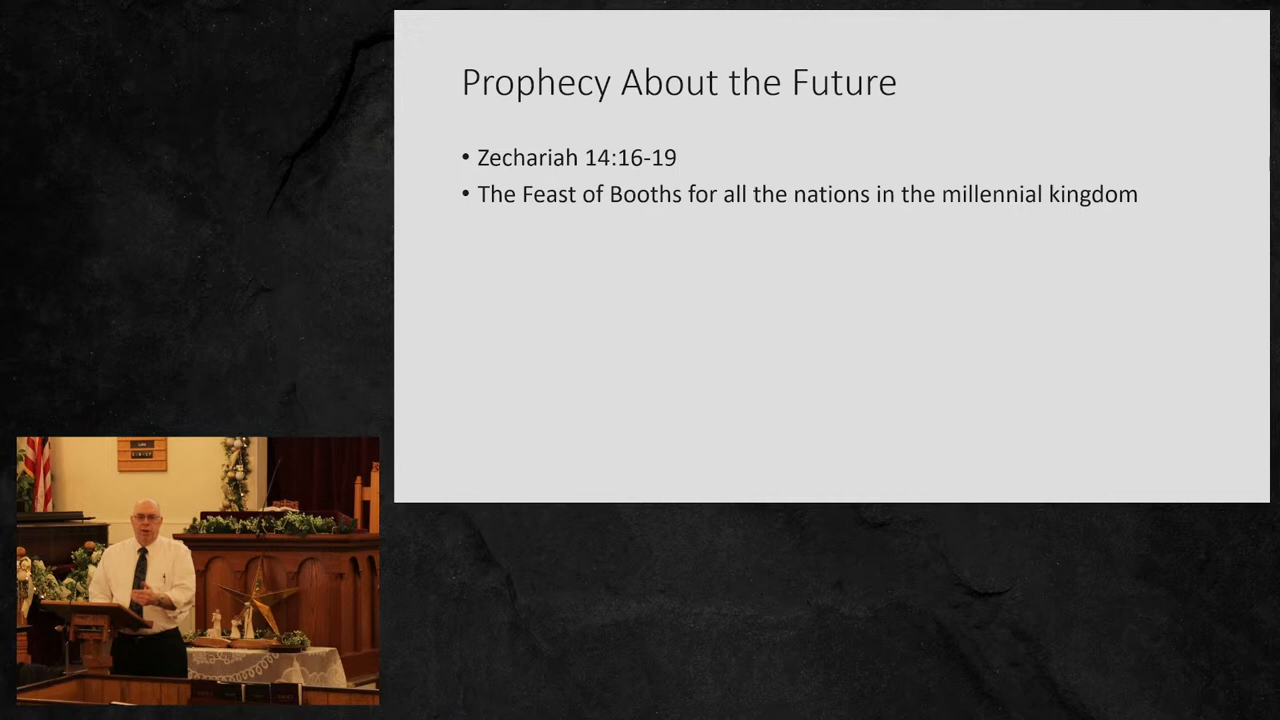 Prophecy About the Future
• Zechariah 14:16-19
• The Feast of Booths for all the nations in the millennial kingdom